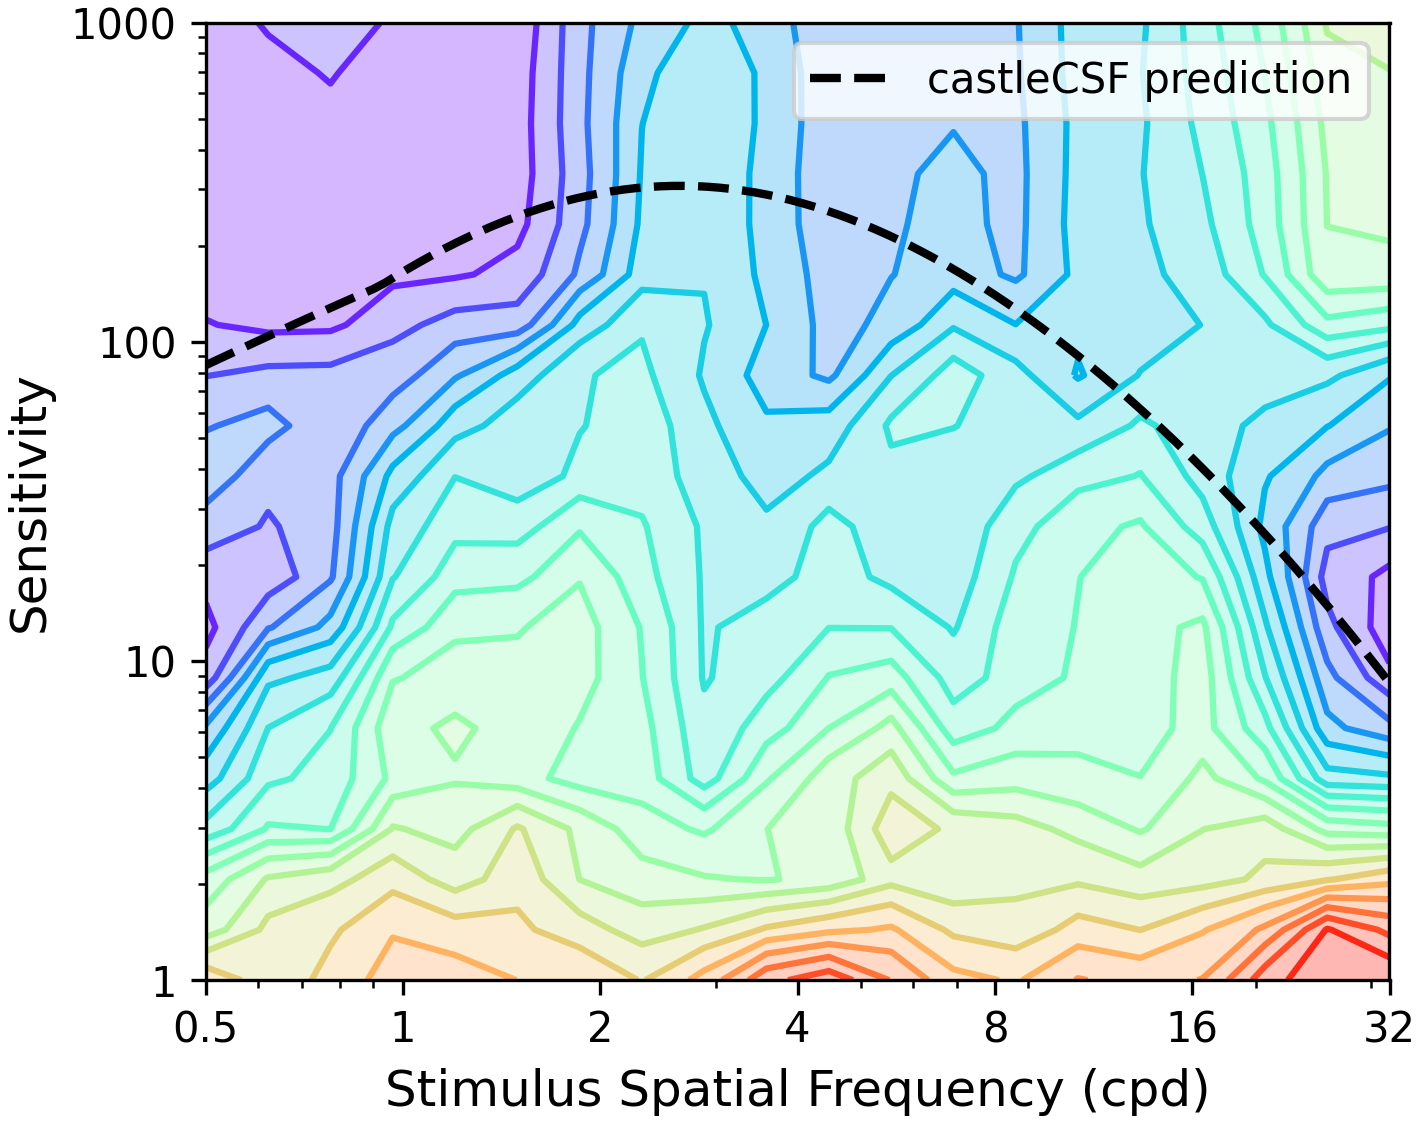 1000
castleCSF prediction
100
Sensitivity
10
1
0.5 1 2 4 8 16 32
Stimulus Spatial Frequency (cpd)